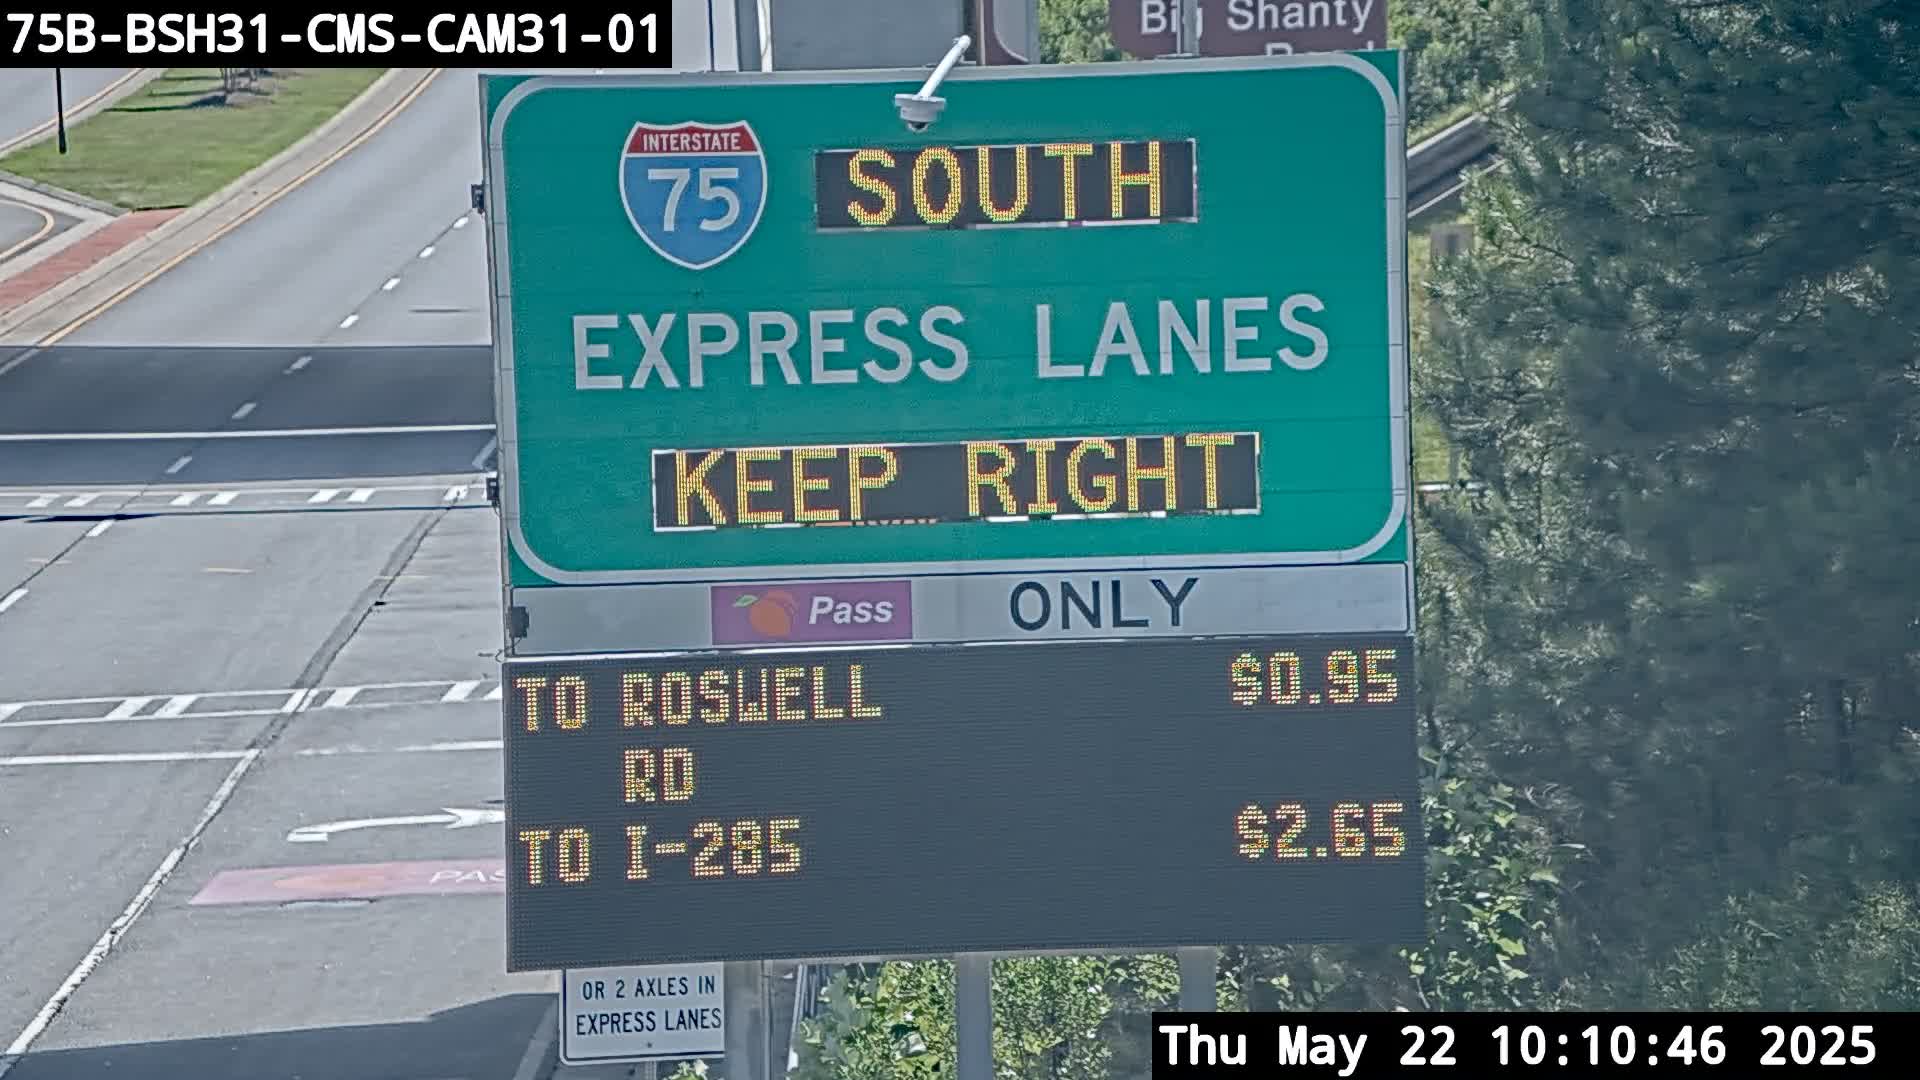 75B-BSH31-CMS-CAM31-01
Big Shanty
Road
INTERSTATE
75
SOUTH
EXPRESS LANES
KEEP RIGHT
Pass ONLY
TO ROSWELL $0.95
RD
TO I-285 $2.65
PAS
OR 2 AXLES IN
EXPRESS LANES
Thu May 22 10:10:46 2025